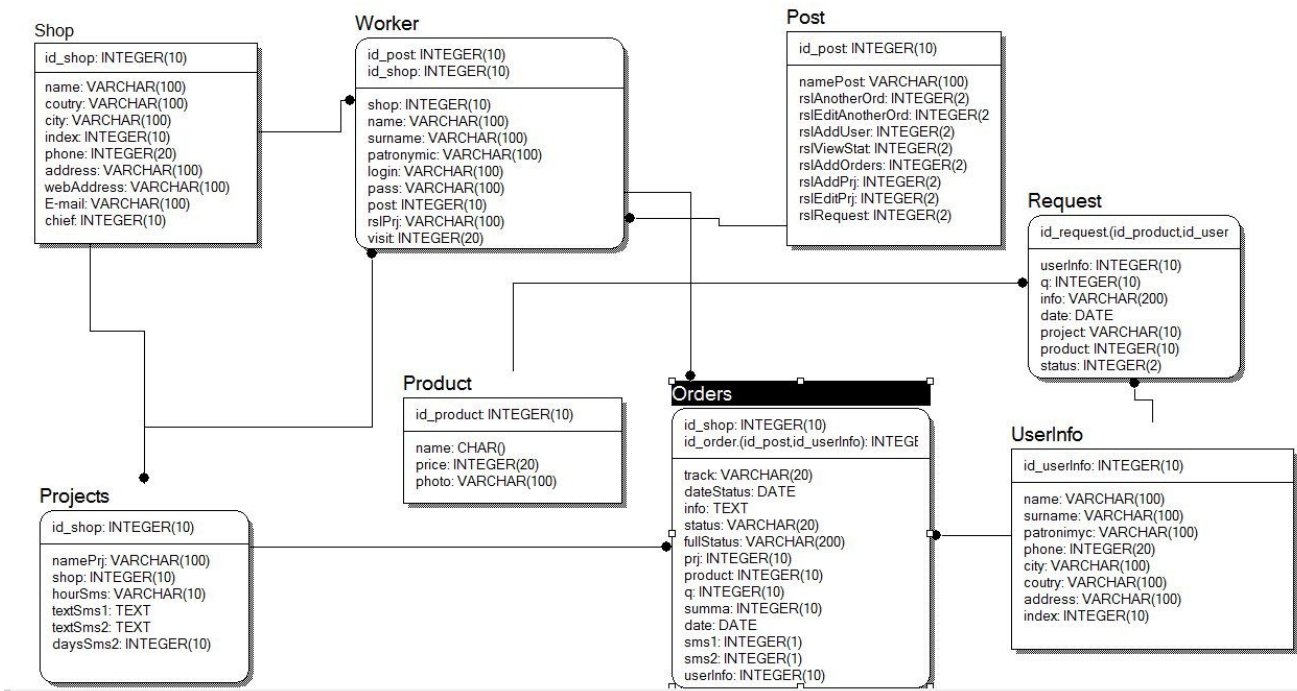 Shop
id_shop: INTEGER(10)
name: VARCHAR(100)
coutry: VARCHAR(100)
city: VARCHAR(100)
index: INTEGER(10)
phone: INTEGER(20)
address: VARCHAR(100)
webAddress: VARCHAR(100)
E-mail: VARCHAR(100)
chief: INTEGER(10)
Worker
id_post: INTEGER(10)
id_shop: INTEGER(10)
shop: INTEGER(10)
name: VARCHAR(100)
surname: VARCHAR(100)
patronymic: VARCHAR(100)
login: VARCHAR(100)
pass: VARCHAR(100)
post: INTEGER(10)
rslPrj: VARCHAR(100)
visit: INTEGER(20)
Post
id_post: INTEGER(10)
namePost: VARCHAR(100)
rslAnotherOrd: INTEGER(2)
rslEditAnotherOrd: INTEGER(2
rslAddUser: INTEGER(2)
rslViewStat: INTEGER(2)
rslAddOrders: INTEGER(2)
rslAddPrj: INTEGER(2)
rslEditPrj: INTEGER(2)
rslRequest: INTEGER(2)
Request
id_request.(id_product,id_user
userInfo: INTEGER(10)
q: INTEGER(10)
info: VARCHAR(200)
date: DATE
project: VARCHAR(10)
product: INTEGER(10)
status: INTEGER(2)
Product
id_product: INTEGER(10)
name: CHAR()
price: INTEGER(20)
photo: VARCHAR(100)
Orders
id_shop: INTEGER(10)
id_order.(id_post,id_userInfo): INTEGE
track: VARCHAR(20)
dateStatus: DATE
info: TEXT
status: VARCHAR(20)
fullStatus: VARCHAR(200)
prj: INTEGER(10)
product: INTEGER(10)
q: INTEGER(10)
summa: INTEGER(10)
date: DATE
sms1: INTEGER(1)
sms2: INTEGER(1)
userInfo: INTEGER(10)
UserInfo
id_userInfo: INTEGER(10)
name: VARCHAR(100)
surname: VARCHAR(100)
patronimyc: VARCHAR(100)
phone: INTEGER(20)
city: VARCHAR(100)
coutry: VARCHAR(100)
address: VARCHAR(100)
index: INTEGER(10)
Projects
id_shop: INTEGER(10)
namePrj: VARCHAR(100)
shop: INTEGER(10)
hourSms: VARCHAR(10)
textSms1: TEXT
textSms2: TEXT
daysSms2: INTEGER(10)